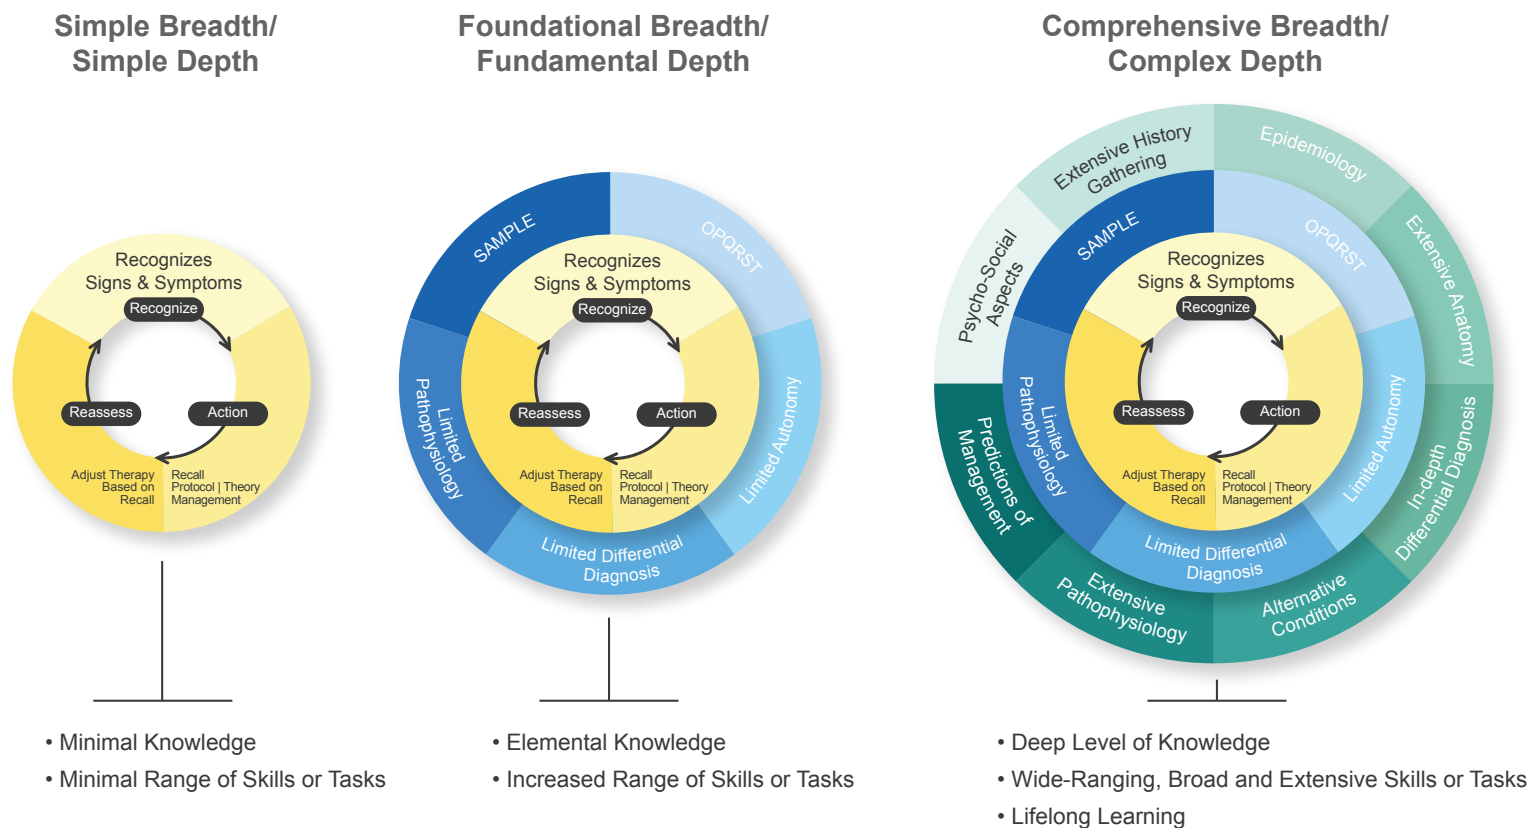 Simple Breadth/
Simple Depth
Recognizes
Signs & Symptoms
Recognize
Reassess
Action
Adjust Therapy
Based on
Recall
Recall
Protocol | Theory
Management
• Minimal Knowledge
• Minimal Range of Skills or Tasks
Foundational Breadth/
Fundamental Depth
SAMPLE
OPQRST
Recognizes
Signs & Symptoms
Recognize
Reassess
Action
Adjust Therapy
Based on
Recall
Recall
Protocol | Theory
Management
Limited
Pathophysiology
Limited Autonomy
Limited Differential
Diagnosis
• Elemental Knowledge
• Increased Range of Skills or Tasks
Comprehensive Breadth/
Complex Depth
Extensive History
Gathering
Epidemiology
Psycho-Social
Aspects
Extensive Anatomy
SAMPLE
OPQRST
Recognizes
Signs & Symptoms
Recognize
Reassess
Action
Adjust Therapy
Based on
Recall
Recall
Protocol | Theory
Management
Limited
Pathophysiology
Limited Autonomy
Limited Differential
Diagnosis
Predictions of
Management
In-depth
Differential Diagnosis
Extensive
Pathophysiology
Alternative
Conditions
• Deep Level of Knowledge
• Wide-Ranging, Broad and Extensive Skills or Tasks
• Lifelong Learning